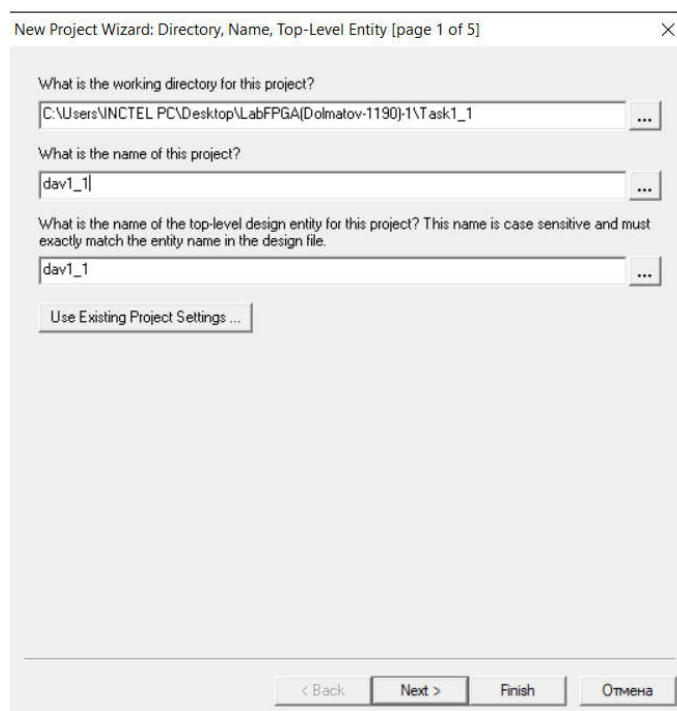 New Project Wizard: Directory, Name, Top-Level Entity [page 1 of 5]
What is the working directory for this project?
C:\Users\INCTEL PC\Desktop\LabFPGA(Dolmatov-1190)-1\Task1_1
...
What is the name of this project?
dav1_1
...
What is the name of the top-level design entity for this project? This name is case sensitive and must
exactly match the entity name in the design file.
dav1_1
...
Use Existing Project Settings ...
< Back Next > Finish Отмена